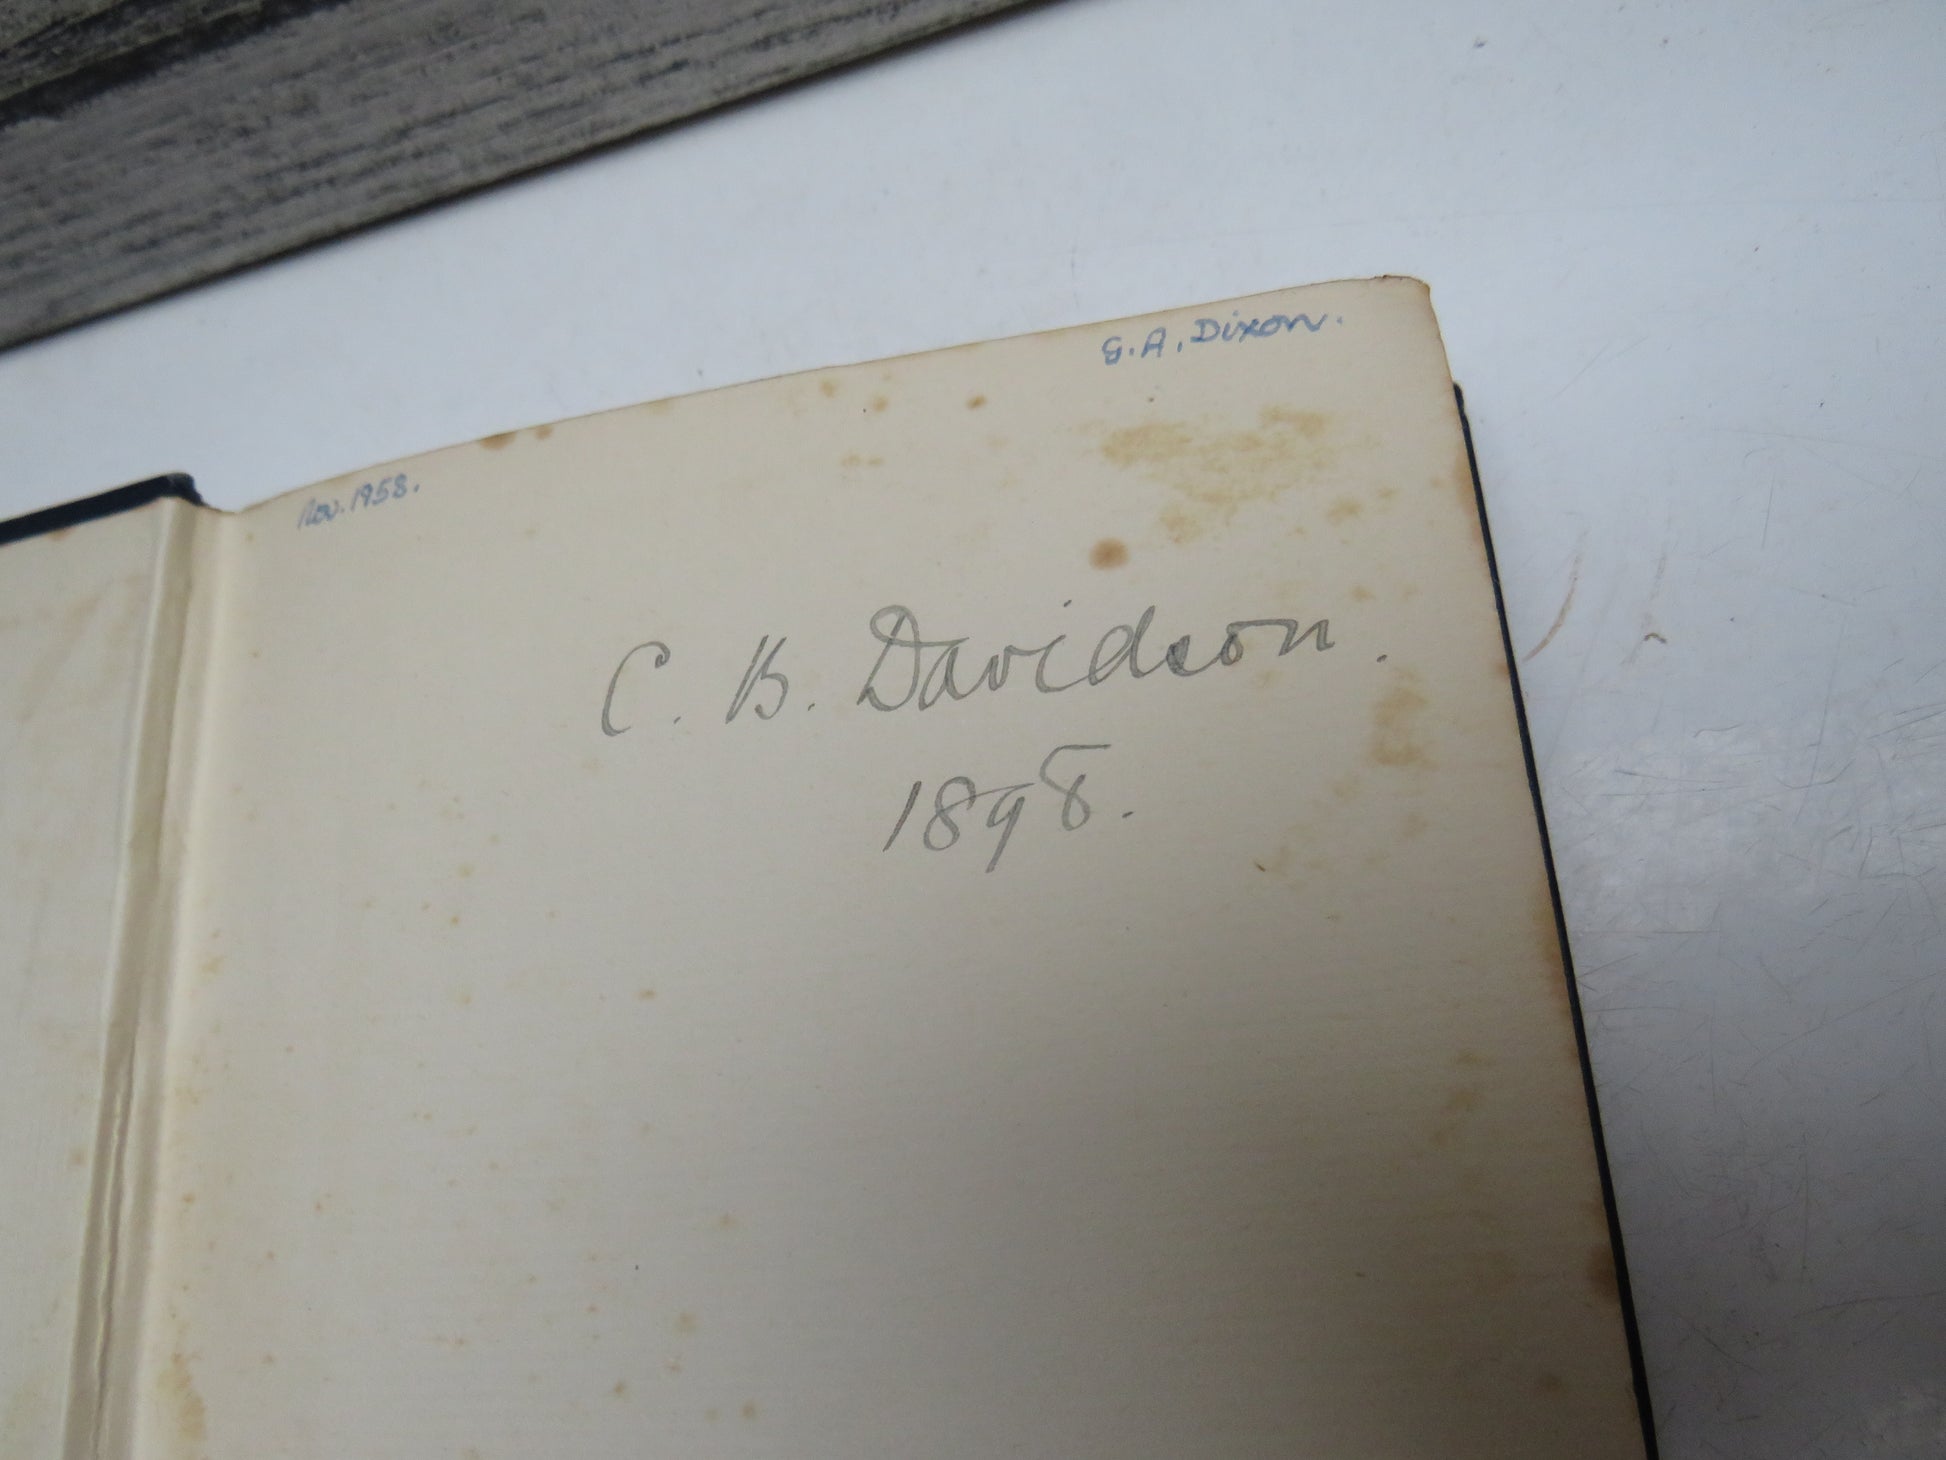 G. A. Dixon.
Nov. 1958.
C. B. Davidson.
1898.